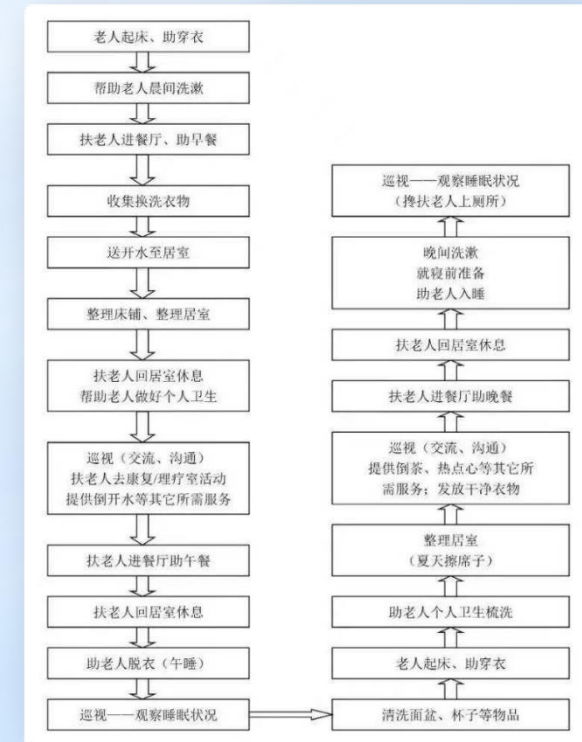 老人起床、助穿衣
帮助老人晨间洗漱
扶老人进餐厅、助早餐
收集换洗衣物
送开水至居室
整理床铺、整理居室
扶老人回居室休息
帮助老人做好个人卫生
巡视（交流、沟通）
扶老人去康复/理疗室活动
提供倒开水等其它所需服务
扶老人进餐厅助午餐
扶老人回居室休息
助老人脱衣（午睡）
巡视——观察睡眠状况
清洗面盆、杯子等物品
老人起床、助穿衣
助老人个人卫生梳洗
整理居室
（夏天擦席子）
巡视（交流、沟通）
提供倒茶、热点心等其它所
需服务；发放干净衣物
扶老人进餐厅助晚餐
扶老人回居室休息
晚间洗漱
就寝前准备
助老人入睡
巡视——观察睡眠状况
（搀扶老人上厕所）